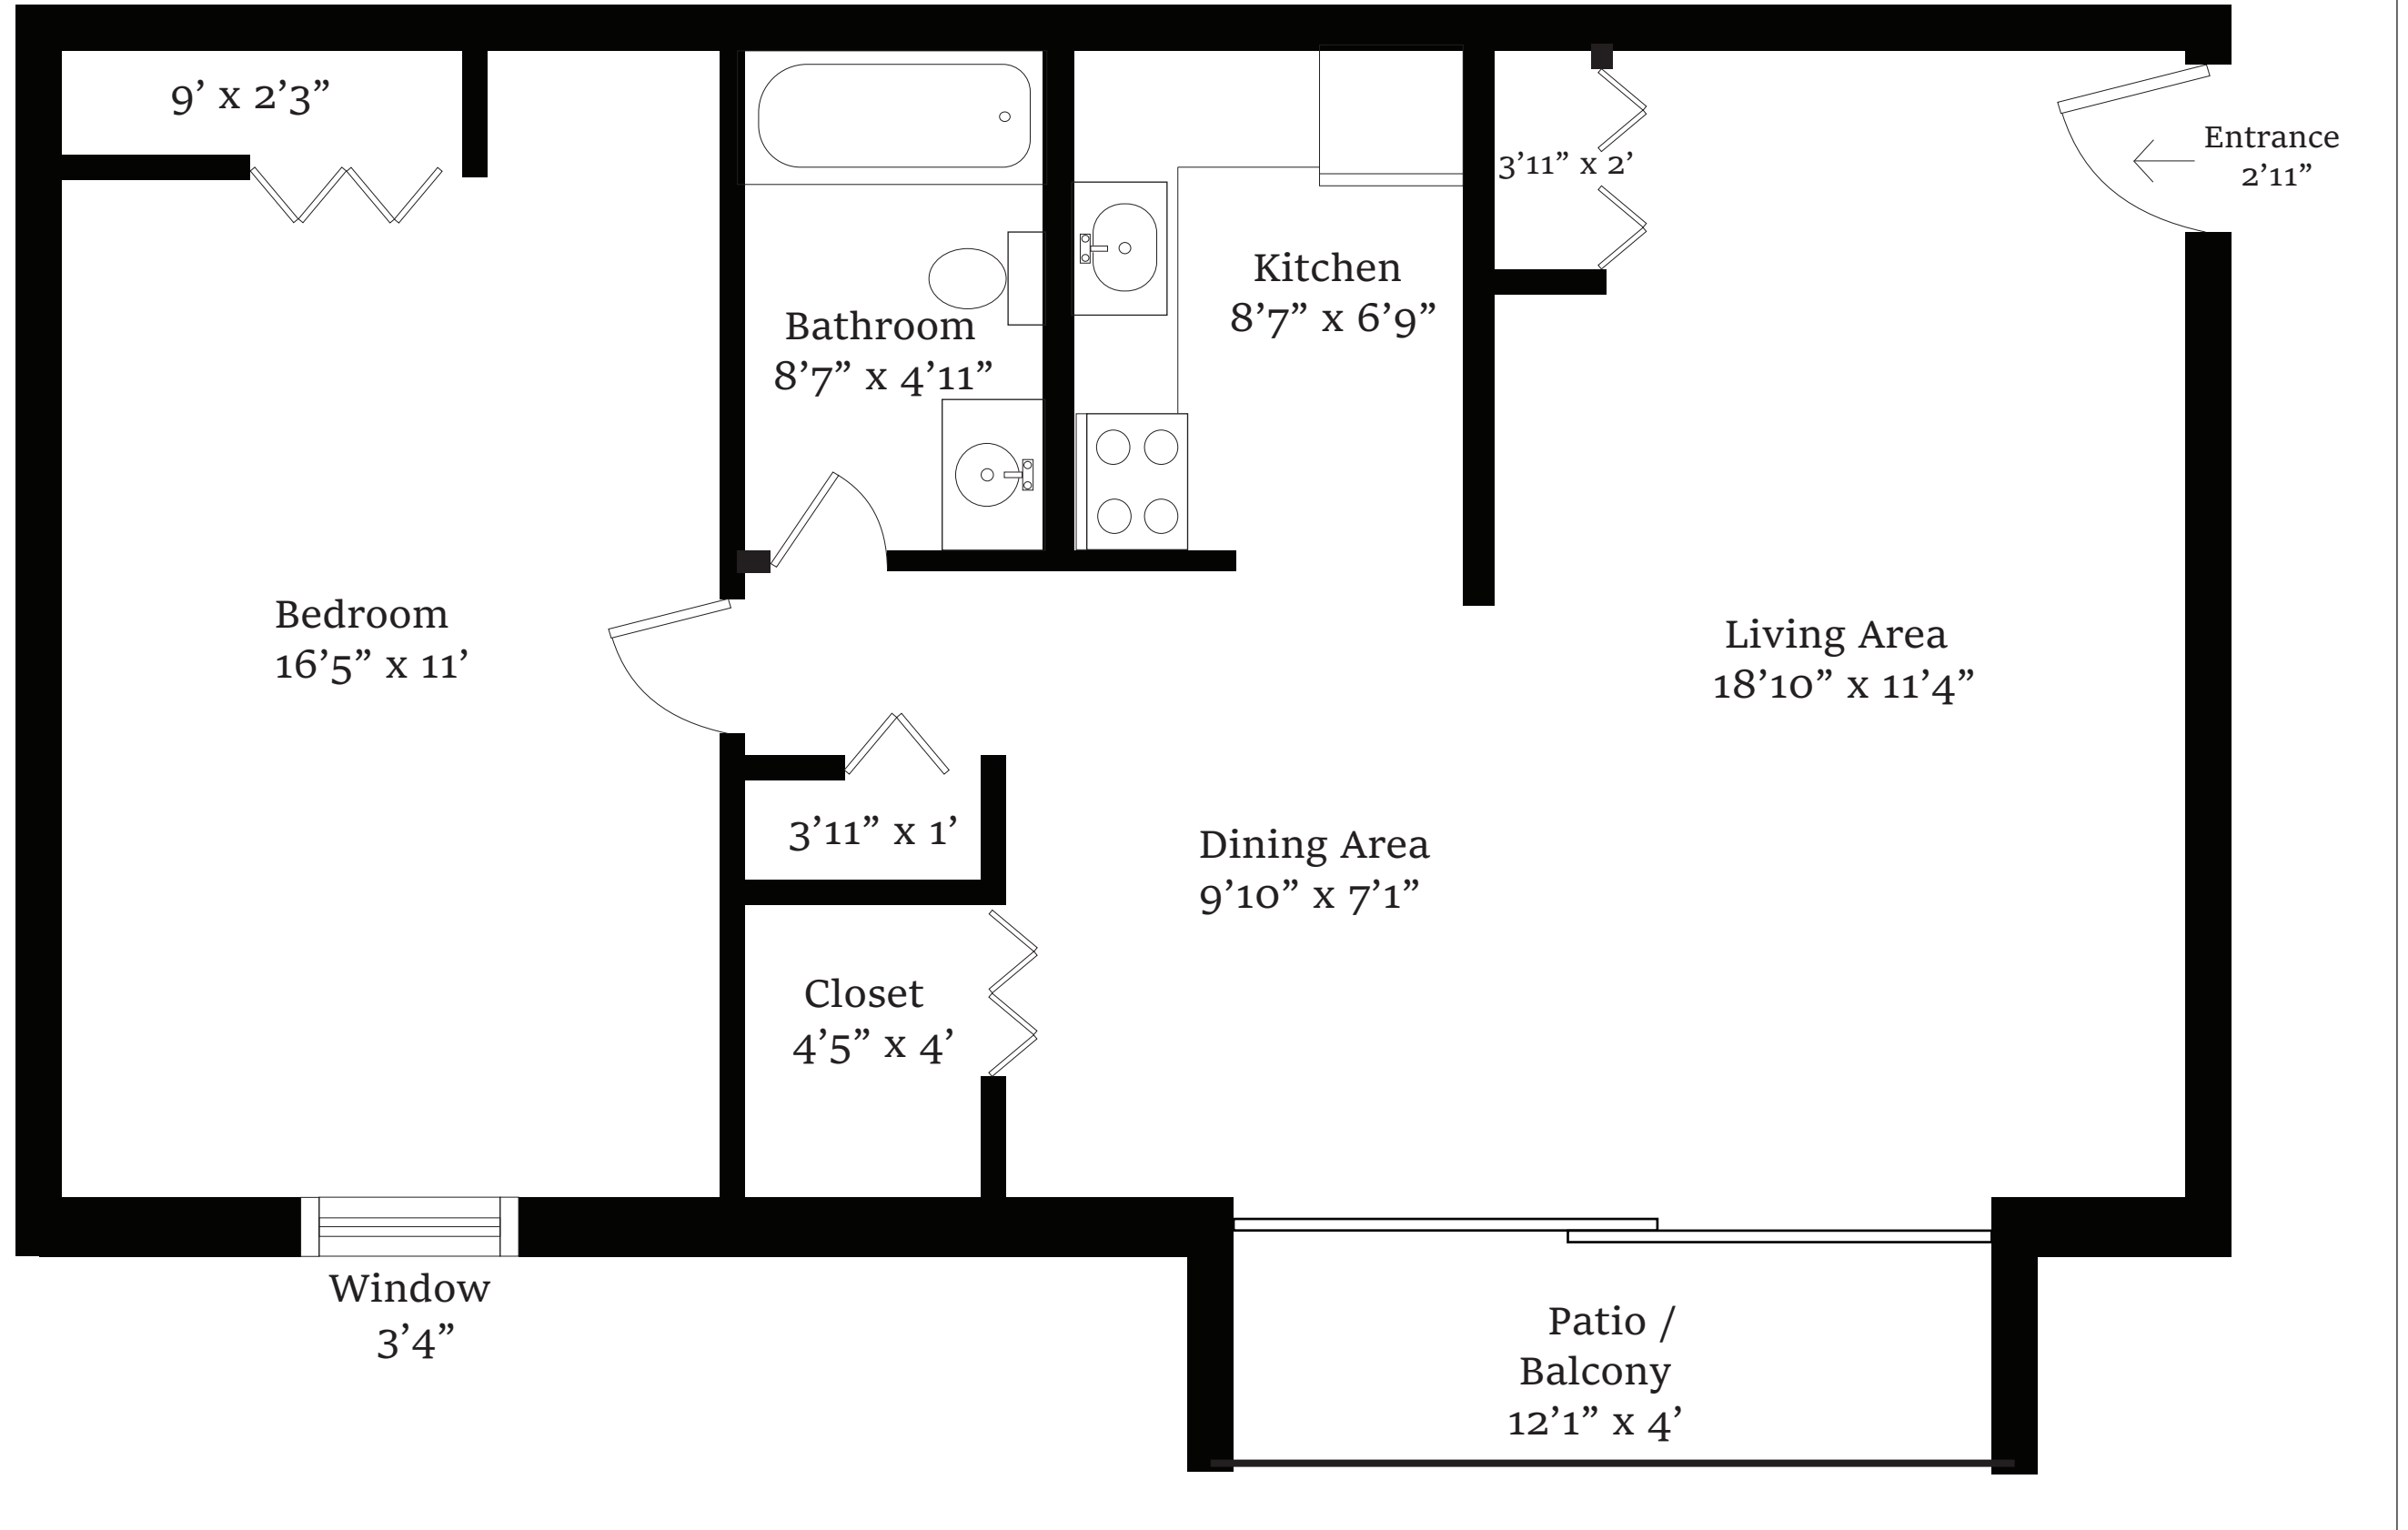 9’ x 2’3”
Entrance
2’11”
3’11” x 2’
Kitchen
8’7” x 6’9”
Bathroom
8’7” x 4’11”
Bedroom
16’5” x 11’
Living Area
18’10” x 11’4”
3’11” x 1’
Dining Area
9’10” x 7’1”
Closet
4’5” x 4’
Window
3’4”
Patio /
Balcony
12’1” x 4’